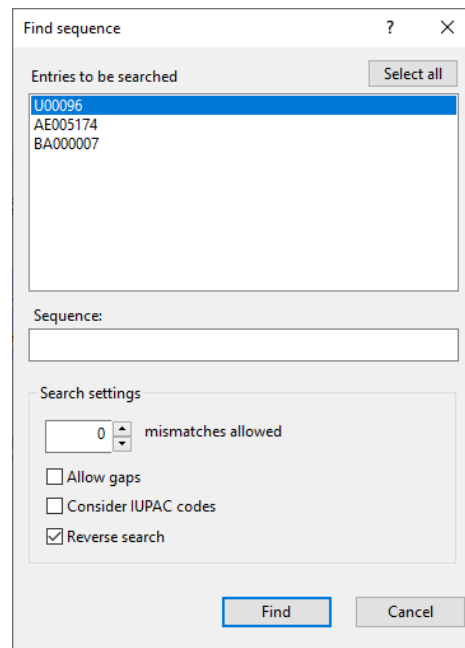 Find sequence ?
Entries to be searched Select all
U00096
AE005174
BA000007
Sequence:
Search settings
0 mismatches allowed
Allow gaps
Consider IUPAC codes
Reverse search
Find Cancel